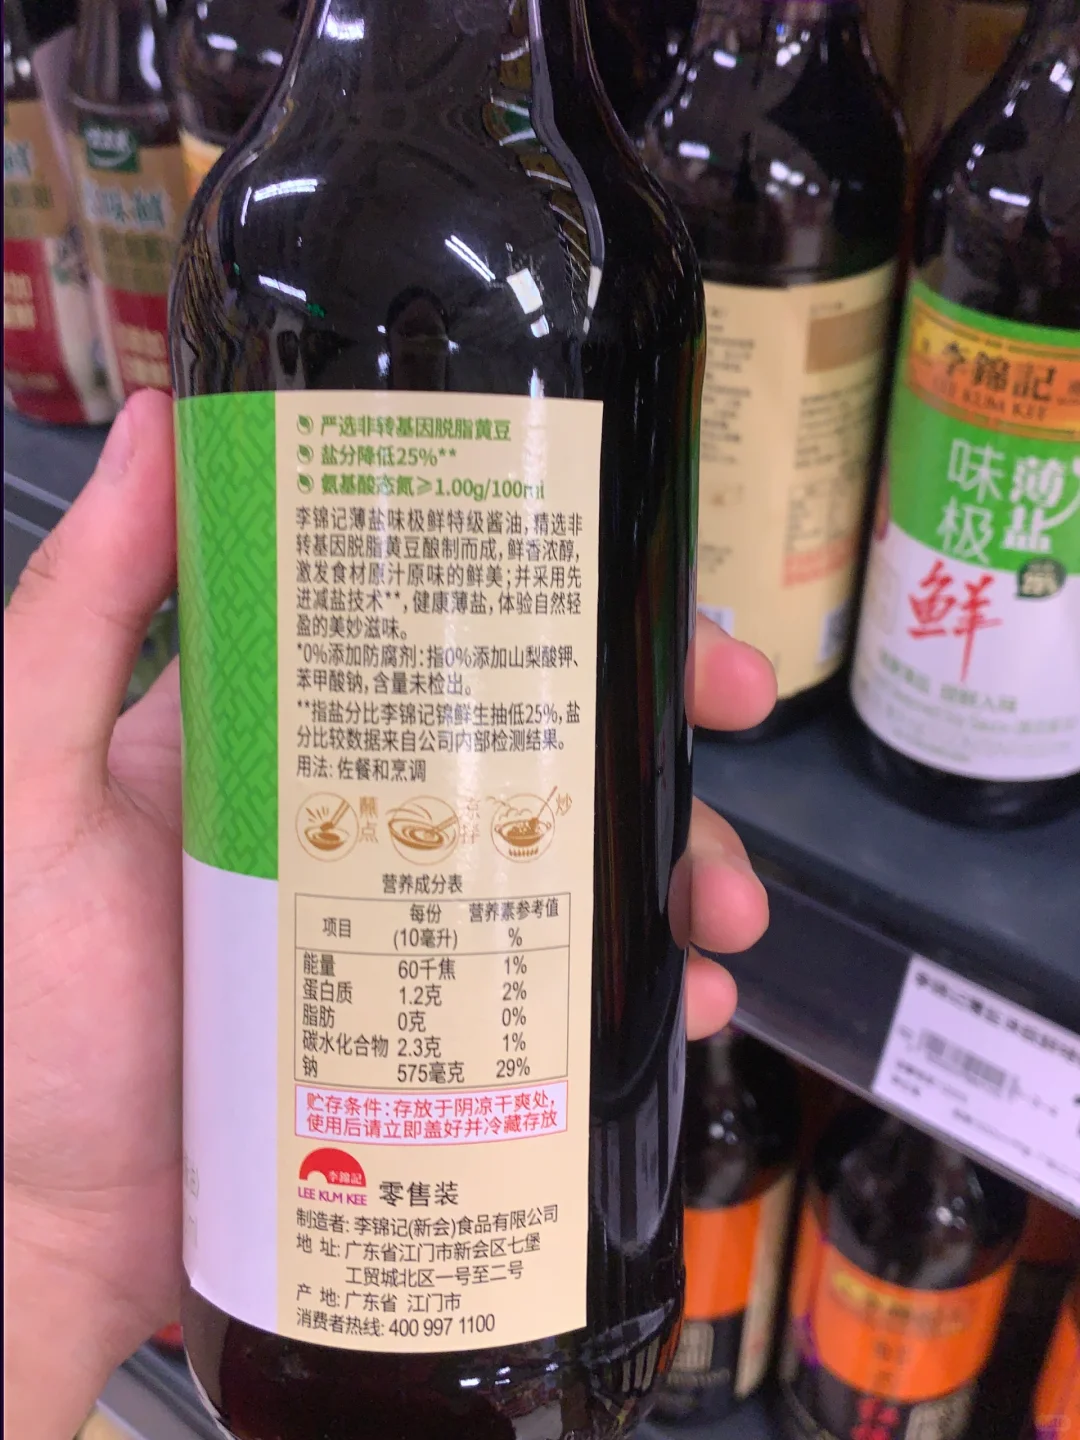 严选非转基因脱脂黄豆
盐分降低25%**
氨基酸态氮≥1.00g/100ml
李锦记薄盐味极鲜特级酱油,精选非
转基因脱脂黄豆酿制而成,鲜香浓醇,
激发食材原汁原味的鲜美;并采用先
进减盐技术**,健康薄盐,体验自然轻
盈的美妙滋味。
*0%添加防腐剂:指0%添加山梨酸钾、
苯甲酸钠,含量未检出。
**指盐分比李锦记锦鲜生抽低25%,盐
分比较数据来自公司内部检测结果。
用法:佐餐和烹调
蘸点 凉拌 炒
营养成分表
项目 每份(10毫升) 营养素参考值%
能量 60千焦 1%
蛋白质 1.2克 2%
脂肪 0克 0%
碳水化合物 2.3克 1%
钠 575毫克 29%
贮存条件:存放于阴凉干爽处,
使用后请立即盖好并冷藏存放
李錦記
LEE KUM KEE 零售装
制造者:李锦记(新会)食品有限公司
地 址:广东省江门市新会区七堡
工贸城北区一号至二号
产 地:广东省 江门市
消费者热线:400 997 1100
李錦記
LEE KUM KEE
薄盐
味极
鲜